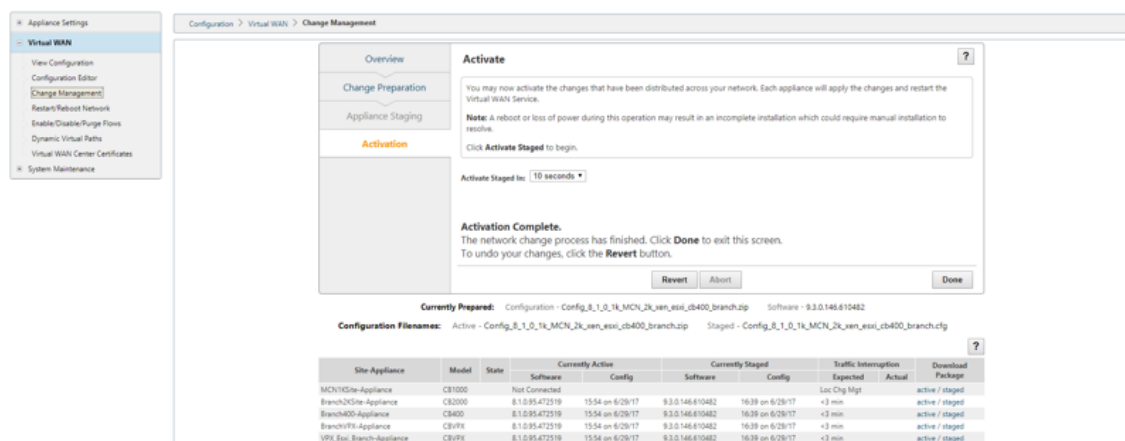 Appliance Settings
Virtual WAN
View Configuration
Configuration Editor
Change Management
Restart/Reboot Network
Enable/Disable/Purge Flows
Dynamic Virtual Paths
Virtual WAN Center Certificates
System Maintenance
Configuration > Virtual WAN > Change Management
Overview
Change Preparation
Appliance Staging
Activation
Activate ?
You may now activate the changes that have been distributed across your network. Each appliance will apply the changes and restart the
Virtual WAN Service.
Note: A reboot or loss of power during this operation may result in an incomplete installation which could require manual installation to
resolve.
Click Activate Staged to begin.
Activate Staged In: 10 seconds
Activation Complete.
The network change process has finished. Click Done to exit this screen.
To undo your changes, click the Revert button.
Revert Abort Done
Currently Prepared: Configuration - Config_8_1_0_1k_MCN_2k_xen_esxi_cb400_branch.zip Software - 9.3.0.146.610482
Configuration Filenames: Active - Config_8_1_0_1k_MCN_2k_xen_esxi_cb400_branch.zip Staged - Config_8_1_0_1k_MCN_2k_xen_esxi_cb400_branch.cfg
?
Currently Active Currently Staged Traffic Interruption Download
Site-Appliance Model State Software Config Software Config Expected Actual Package
MCN1KSite-Appliance CB1000 Not Connected Loc Chg Mgt active / staged
Branch2KSite-Appliance CB2000 8.1.0.95.472519 15:54 on 6/29/17 9.3.0.146.610482 16:39 on 6/29/17 <3 min active / staged
Branch400-Appliance CB400 8.1.0.95.472519 15:54 on 6/29/17 9.3.0.146.610482 16:39 on 6/29/17 <3 min active / staged
BranchVPX-Appliance CBVPX 8.1.0.95.472519 15:54 on 6/29/17 9.3.0.146.610482 16:39 on 6/29/17 <3 min active / staged
VPX_Esxi_Branch-Appliance CBVPX 8.1.0.95.472519 15:54 on 6/29/17 9.3.0.146.610482 16:39 on 6/29/17 <3 min active / staged